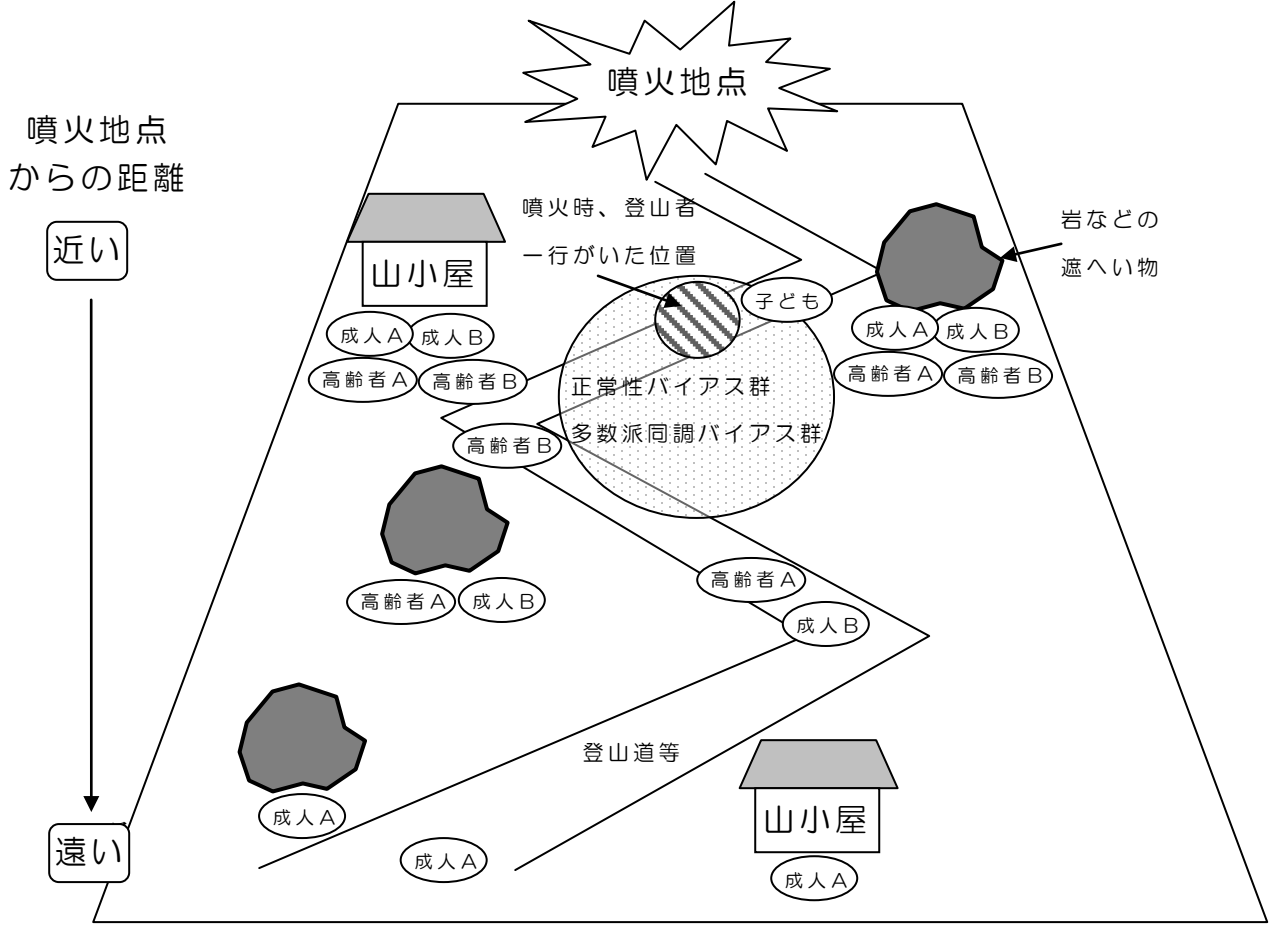 噴火地点
噴火地点
からの距離
近い
噴火時、登山者
一行がいた位置
岩などの
遮へい物
山小屋
子ども
成人A
成人B
高齢者A
高齢者B
成人A
成人B
高齢者A
高齢者B
正常性バイアス群
多数派同調バイアス群
高齢者B
高齢者A
成人B
高齢者A
成人B
登山道等
山小屋
成人A
成人A
成人A
遠い